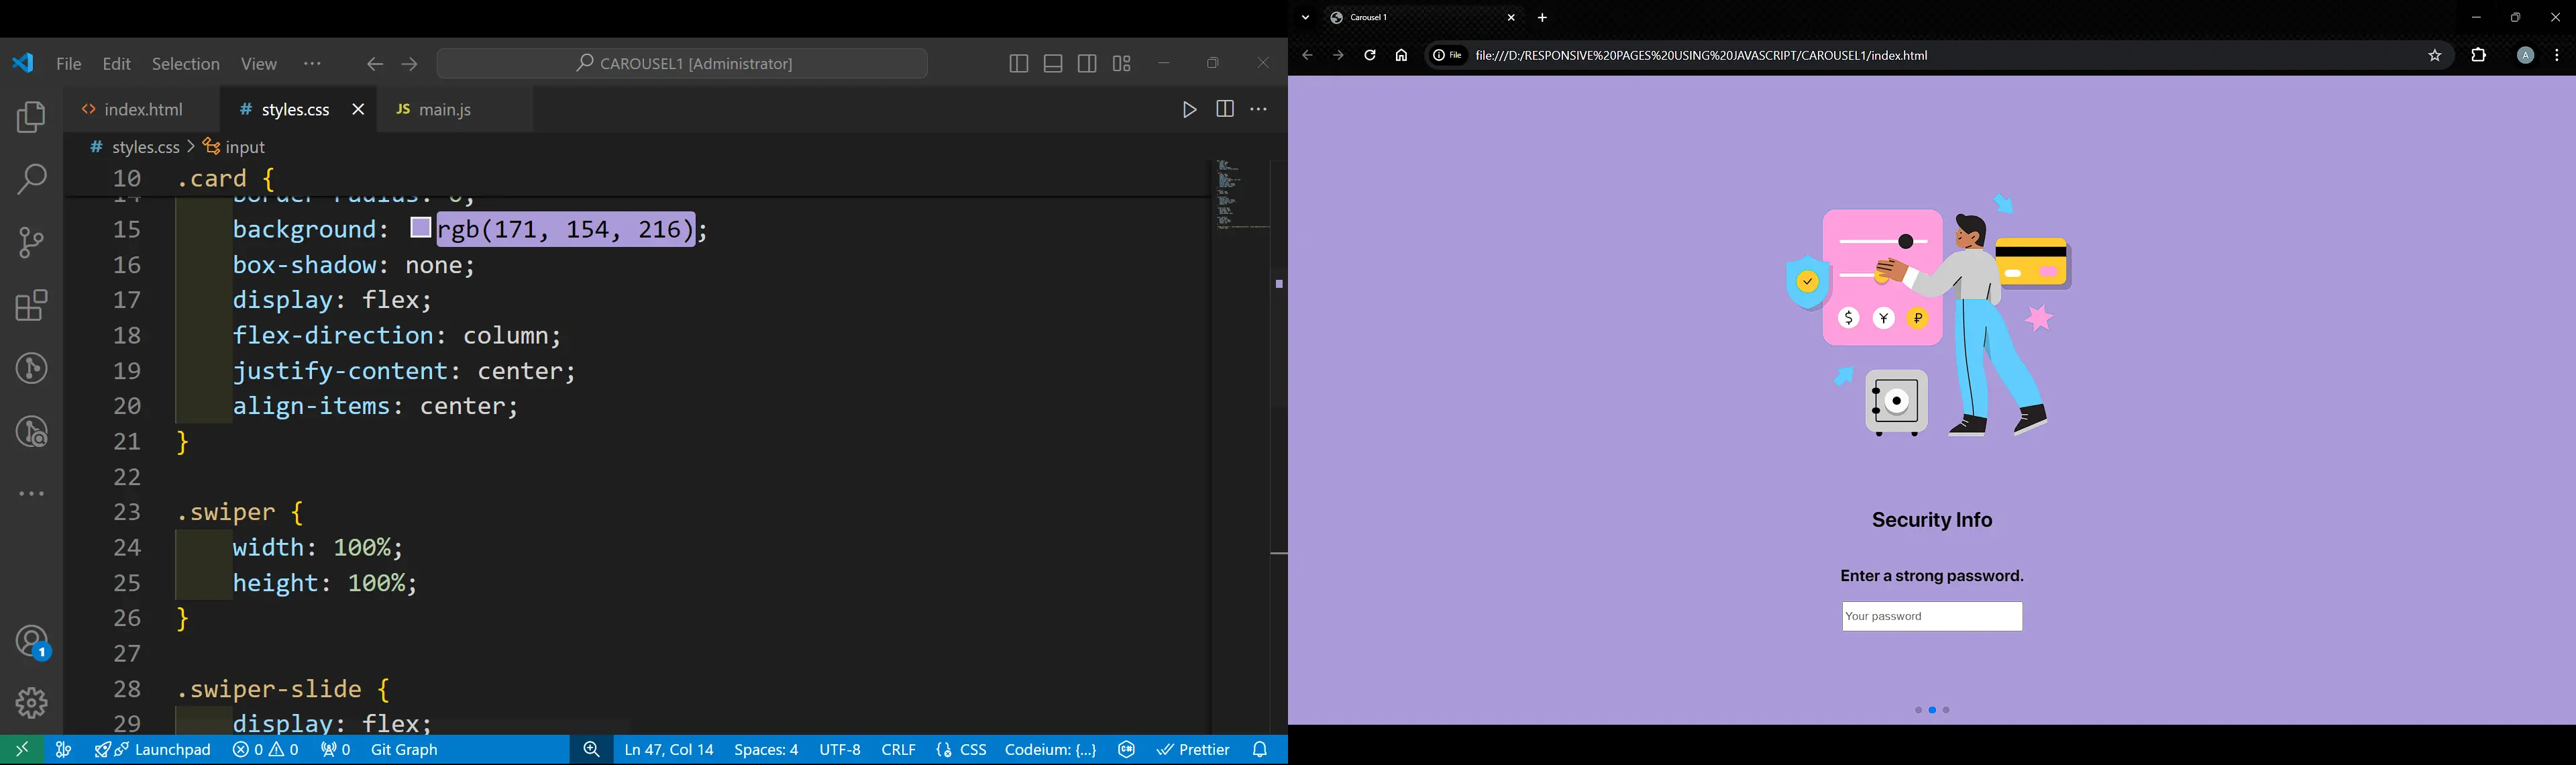 File Edit Selection View ···
CAROUSEL1 [Administrator]
<> index.html
# styles.css
JS main.js
# styles.css > input
10 .card {
15 background: rgb(171, 154, 216);
16 box-shadow: none;
17 display: flex;
18 flex-direction: column;
19 justify-content: center;
20 align-items: center;
21 }
22
23 .swiper {
24 width: 100%;
25 height: 100%;
26 }
27
28 .swiper-slide {
29 display: flex;
1
Launchpad 0 0 0 Git Graph Ln 47, Col 14 Spaces: 4 UTF-8 CRLF {} CSS Codeium: {...} Prettier
Carousel 1
File file:///D:/RESPONSIVE%20PAGES%20USING%20JAVASCRIPT/CAROUSEL1/index.html A
$ ¥ ₽
Security Info
Enter a strong password.
Your password